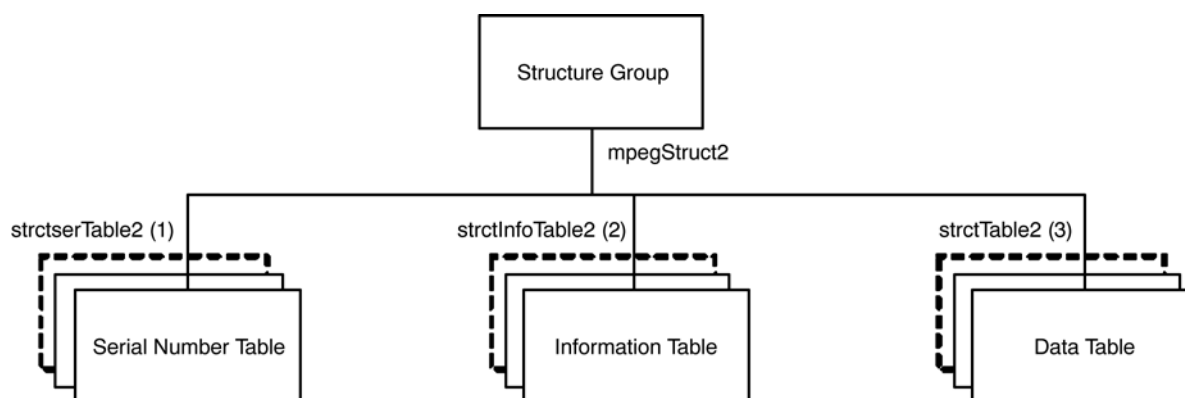 Structure Group
mpegStruct2
strctserTable2 (1)
strctInfoTable2 (2)
strctTable2 (3)
Serial Number Table
Information Table
Data Table